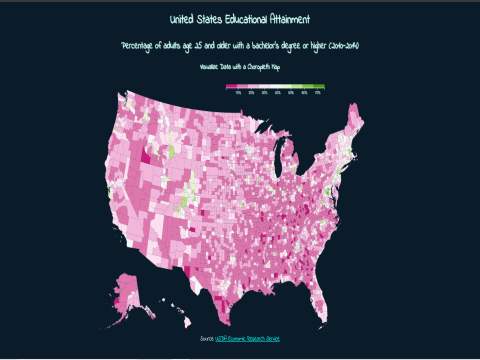 United States Educational Attainment
Percentage of adults age 25 and older with a bachelor's degree or higher (2010-2014)
Visualize Data with a Choropleth Map
10% 20% 30% 40% 50% 60% 70%
Source: USDA Economic Research Service